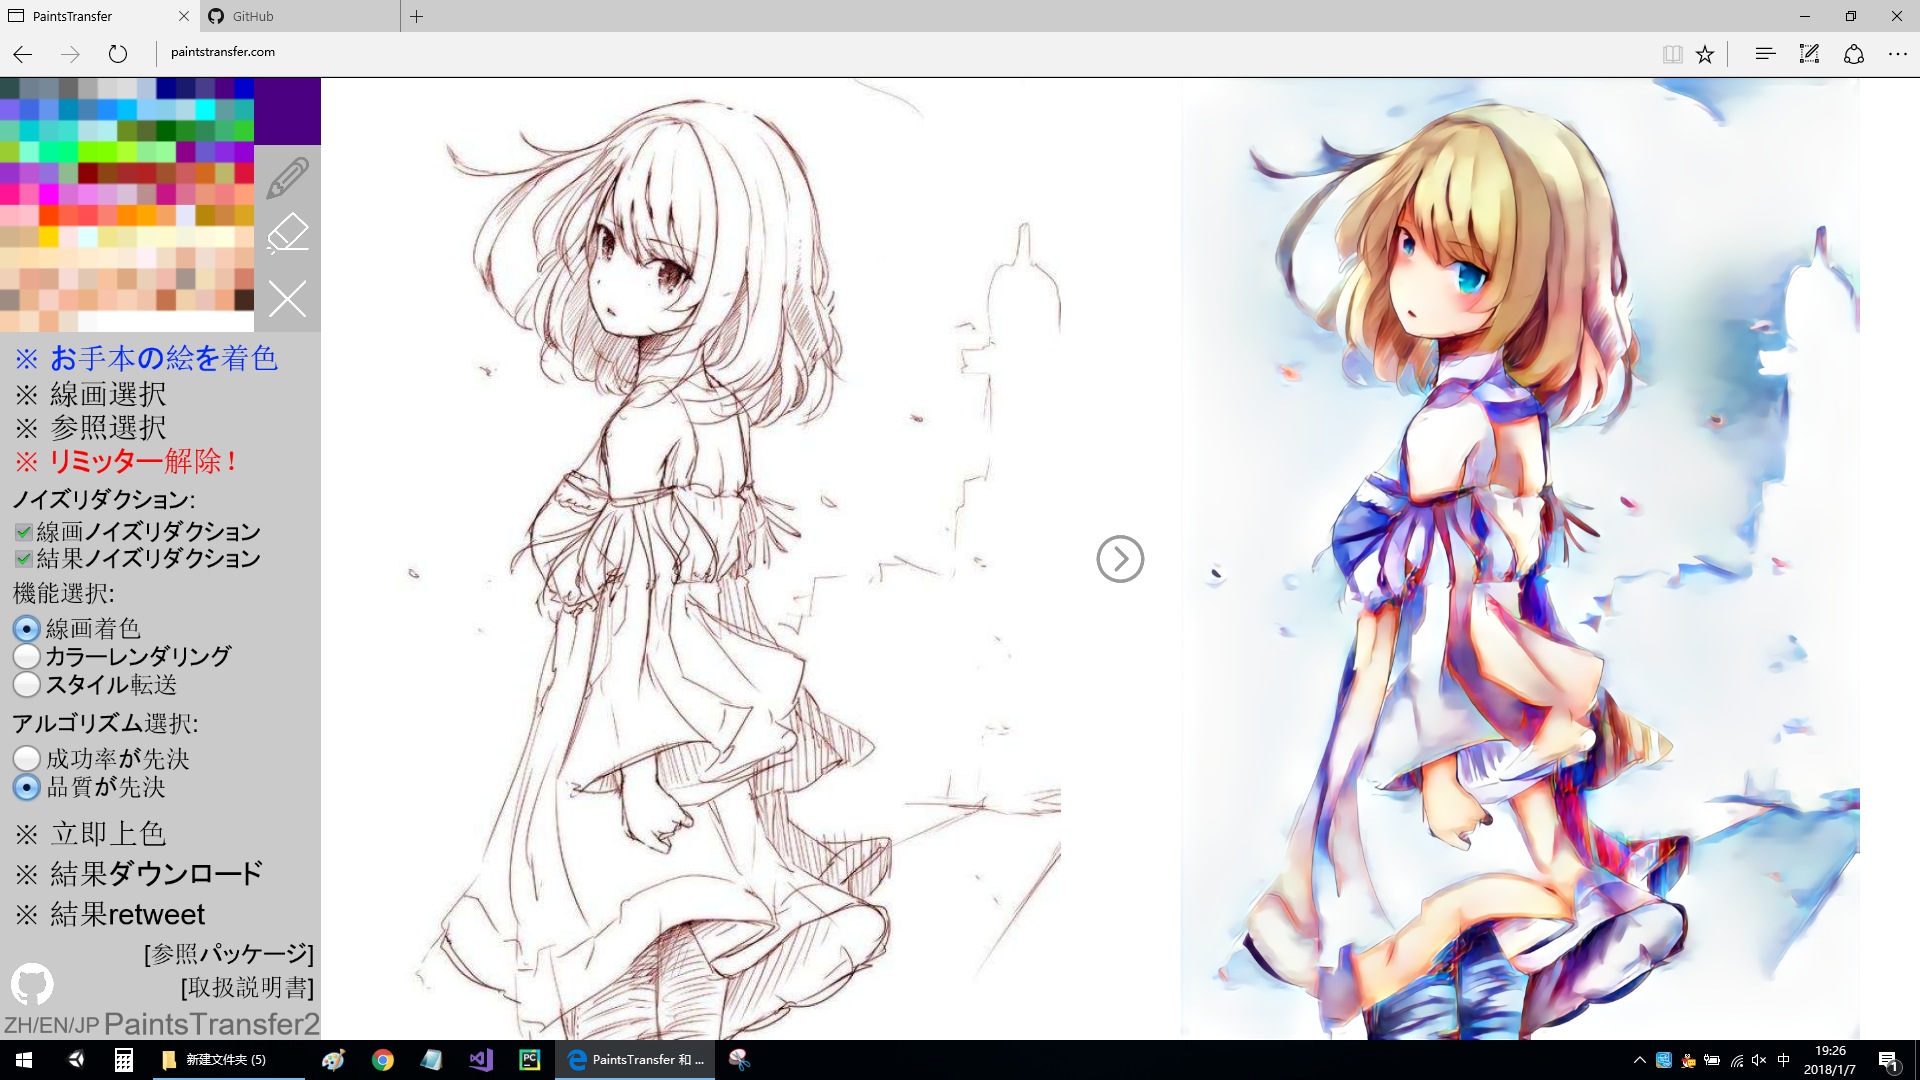 PaintsTransfer
GitHub
paintstransfer.com
※ お手本の絵を着色
※ 線画選択
※ 参照選択
※ リミッター解除!
ノイズリダクション:
線画ノイズリダクション
結果ノイズリダクション
機能選択:
線画着色
カラーレンダリング
スタイル転送
アルゴリズム選択:
成功率が先決
品質が先決
※ 立即上色
※ 結果ダウンロード
※ 結果retweet
[参照パッケージ]
[取扱説明書]
ZH/EN/JP PaintsTransfer2
新建文件夹 (5)
PC
PaintsTransfer 和 ...
中
19:26
2018/1/7
1